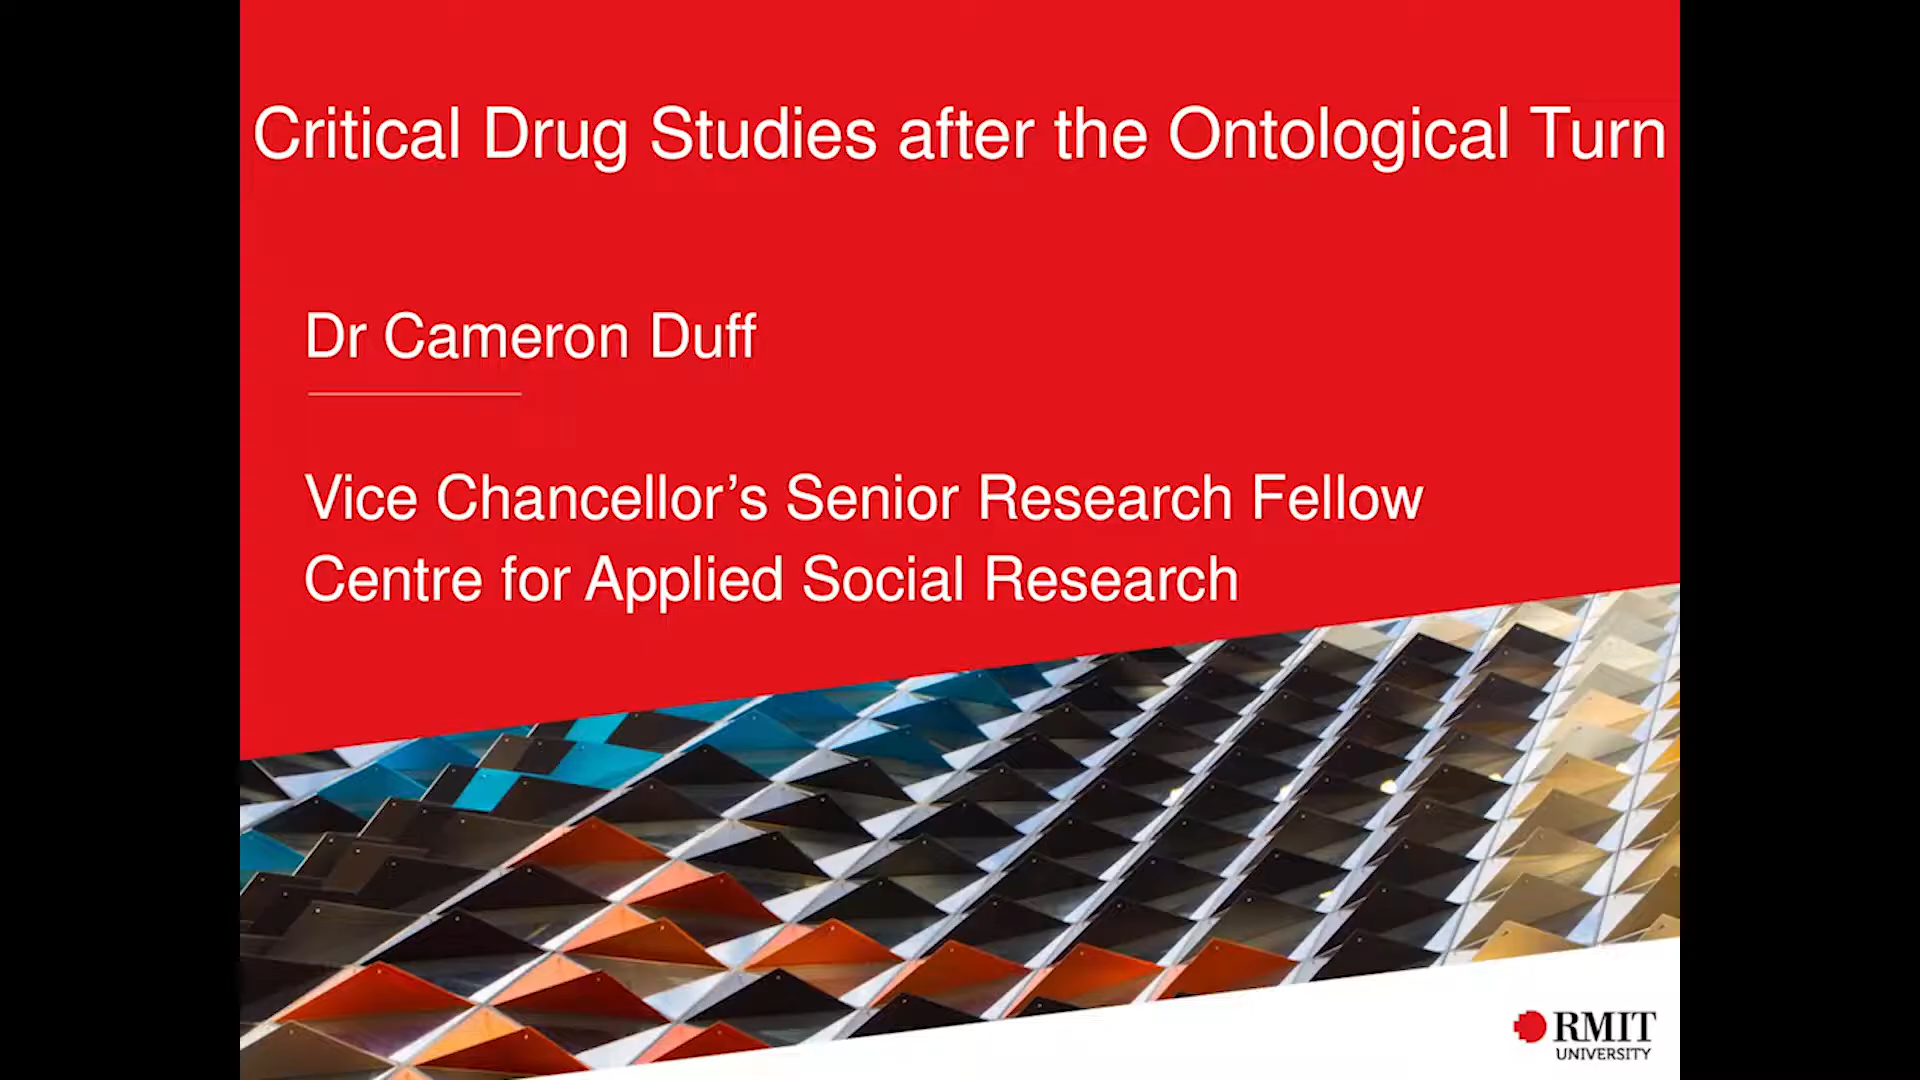 Critical Drug Studies after the Ontological Turn
Dr Cameron Duff
Vice Chancellor’s Senior Research Fellow
Centre for Applied Social Research
RMIT
UNIVERSITY